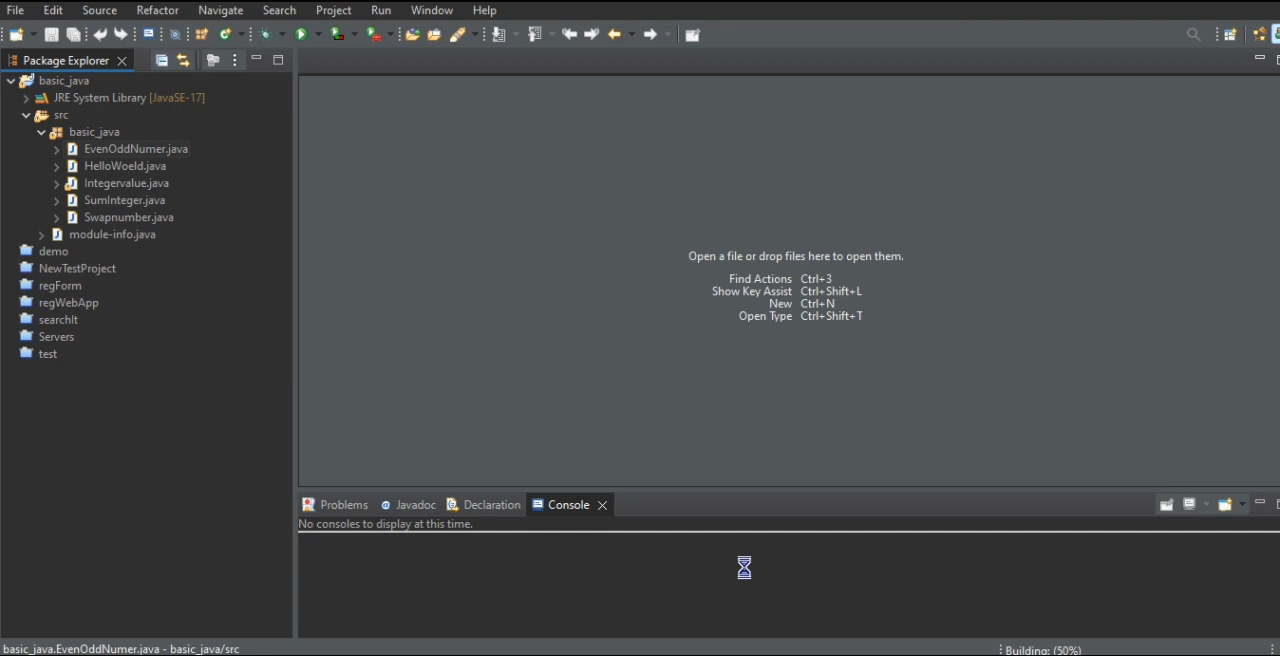 File Edit Source Refactor Navigate Search Project Run Window Help
Package Explorer
basic_java
JRE System Library [JavaSE-17]
src
basic_java
EvenOddNumer.java
HelloWoeld.java
Integervalue.java
SumInteger.java
Swapnumber.java
module-info.java
demo
NewTestProject
regForm
regWebApp
searchIt
Servers
test
Open a file or drop files here to open them.
Find Actions Ctrl+3
Show Key Assist Ctrl+Shift+L
New Ctrl+N
Open Type Ctrl+Shift+T
Problems Javadoc Declaration Console
No consoles to display at this time.
basic_java.EvenOddNumer.java - basic_java/src
Building: (50%)